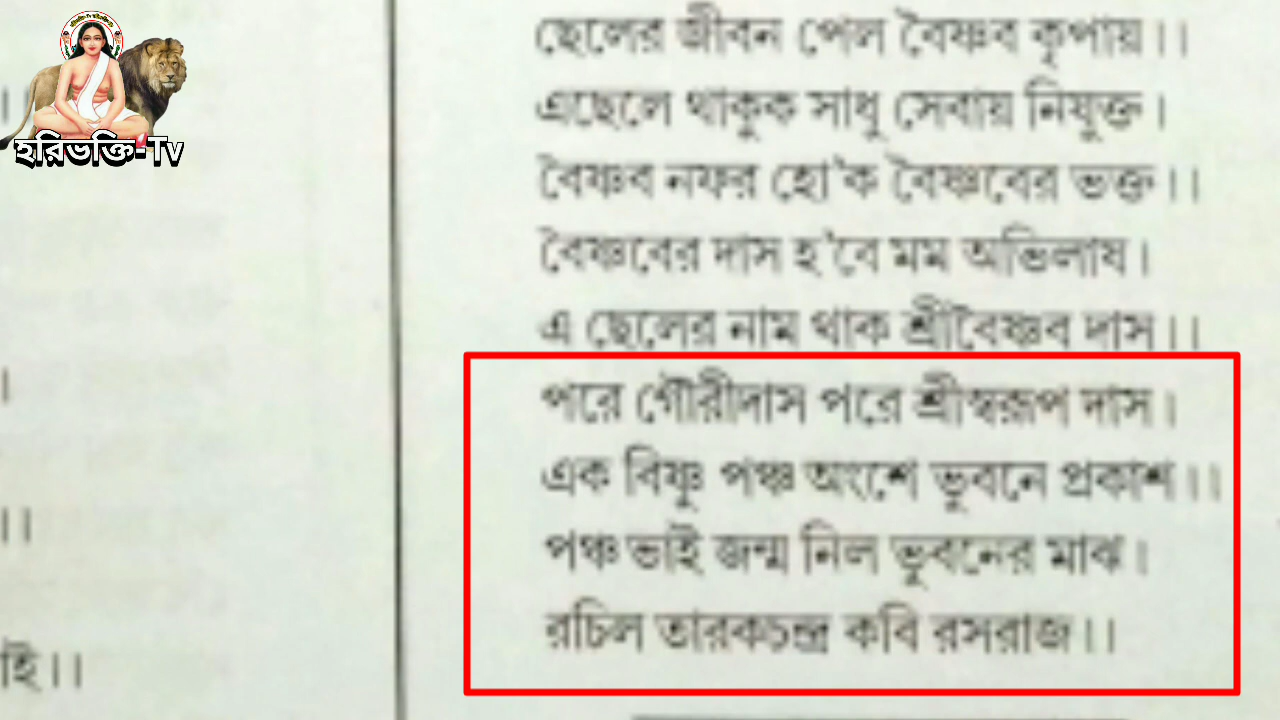 হরিভক্তি-Tv
ছেলের জীবন পেল বৈষ্ণব কৃপায়।।
এছেলে থাকুক সাধু সেবায় নিযুক্ত।
বৈষ্ণব নফর হো'ক বৈষ্ণবের ভক্ত।।
বৈষ্ণবের দাস হ'বে মম অভিলাষ।
এ ছেলের নাম থাক শ্রীবৈষ্ণব দাস।।
পরে গৌরীদাস পরে শ্রীস্বরূপ দাস।
এক বিষ্ণু পঞ্চ অংশে ভুবনে প্রকাশ।।
পঞ্চ ভাই জন্ম নিল ভুবনের মাঝ।
রচিল তারকচন্দ্র কবি রসরাজ।।